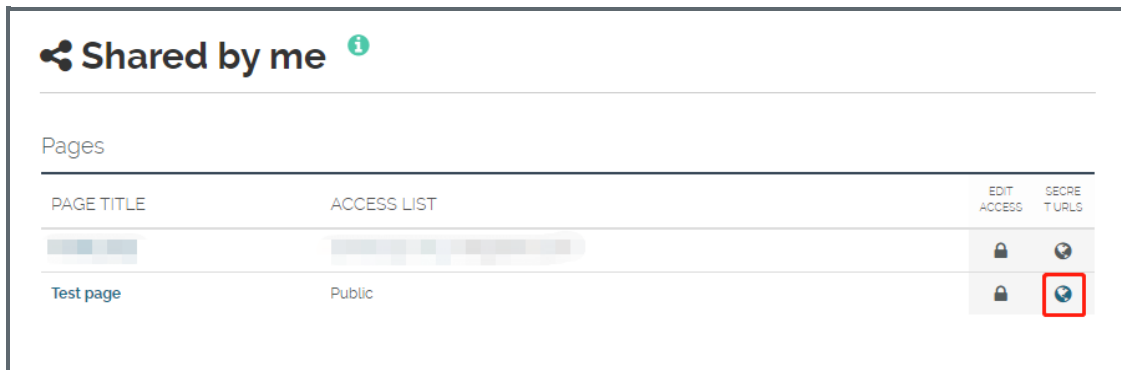 Shared by me
Pages
PAGE TITLE ACCESS LIST EDIT ACCESS SECRE T URLS
Test page Public